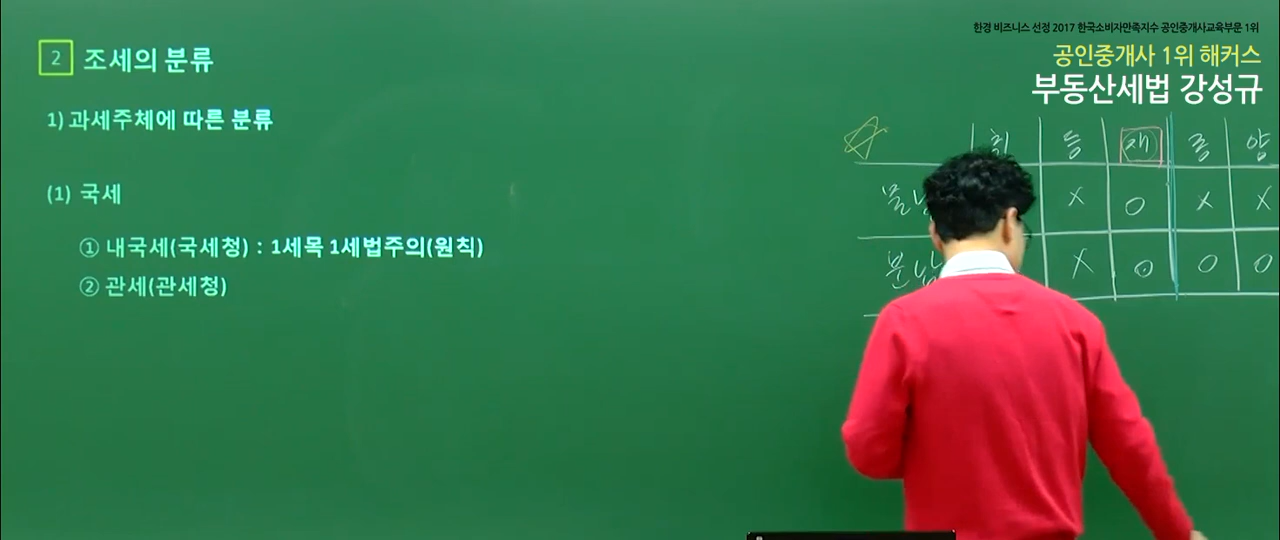 한경 비즈니스 선정 2017 한국소비자만족지수 공인중개사교육부문 1위
공인중개사 1위 해커스
부동산세법 강성규
2 조세의 분류
1) 과세주체에 따른 분류
(1) 국세
① 내국세(국세청) : 1세목 1세법주의(원칙)
② 관세(관세청)
취 등 재 종 양
물 X O X X
분납 X O O O